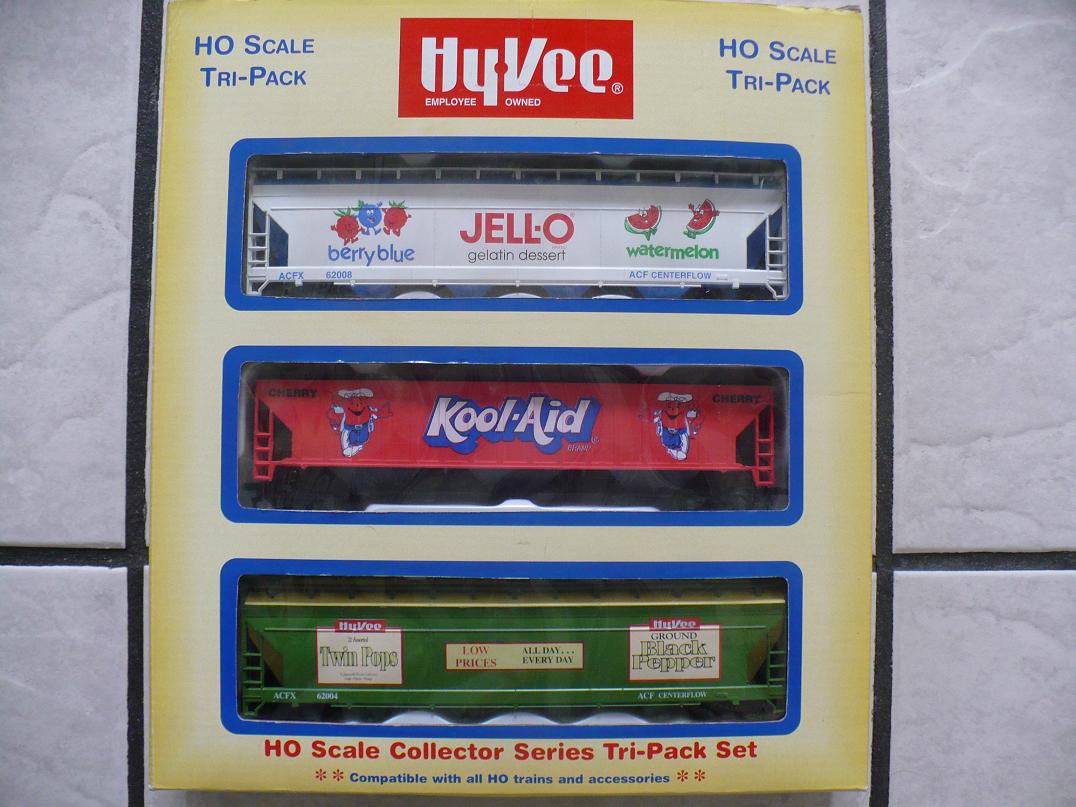 HO SCALE
TRI-PACK
HyVee®
EMPLOYEE OWNED
HO SCALE
TRI-PACK
berry blue
JELL-O®
gelatin dessert
watermelon
ACFX 62008
ACF CENTERFLOW
CHERRY
Kool-Aid
BRAND
CHERRY
HyVee
Twin Pops
LOW
PRICES
ALL DAY...
EVERY DAY
HyVee
GROUND
Black
Pepper
ACFX 62004
ACF CENTERFLOW
HO Scale Collector Series Tri-Pack Set
** Compatible with all HO trains and accessories **